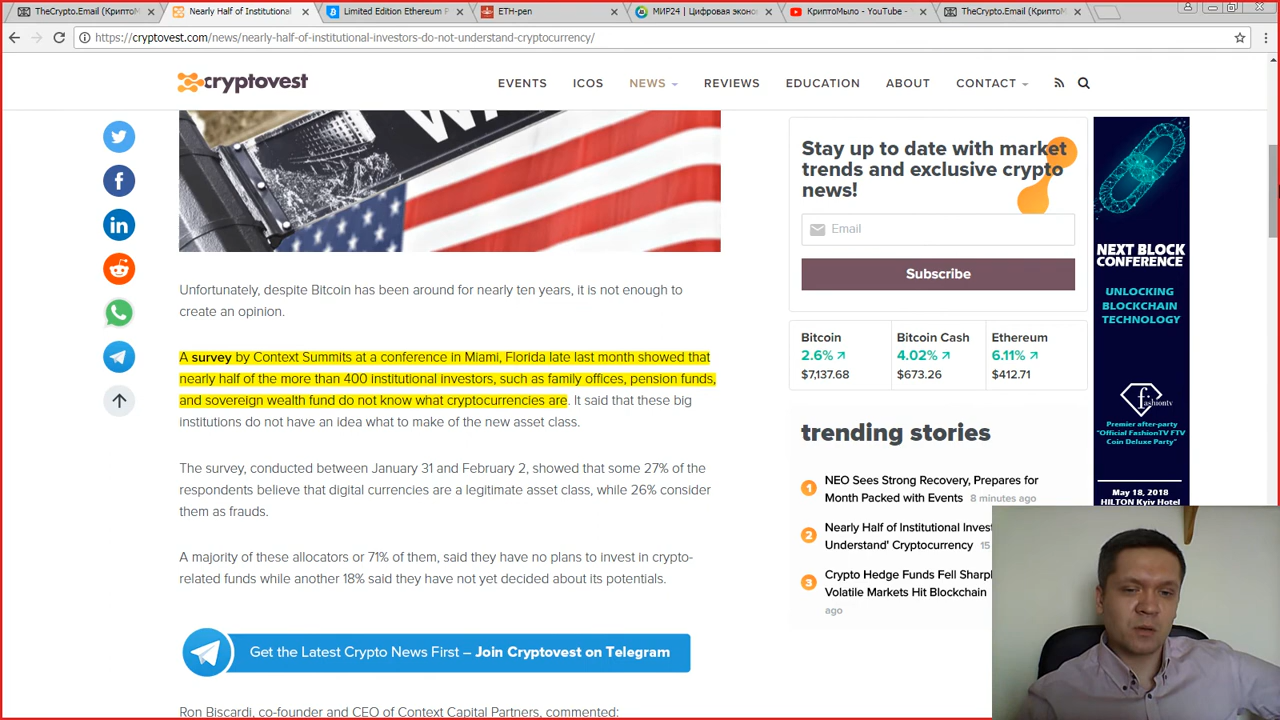 TheCrypto.Email (КриптоМ
Nearly Half of Institutional
Limited Edition Ethereum P
ETH-pen
МИР24 | Цифровая эконо
КриптоМыло - YouTube -
TheCrypto.Email (КриптоМ
https://cryptovest.com/news/nearly-half-of-institutional-investors-do-not-understand-cryptocurrency/
cryptovest
EVENTS
ICOS
NEWS
REVIEWS
EDUCATION
ABOUT
CONTACT
Unfortunately, despite Bitcoin has been around for nearly ten years, it is not enough to
create an opinion.
A survey by Context Summits at a conference in Miami, Florida late last month showed that
nearly half of the more than 400 institutional investors, such as family offices, pension funds,
and sovereign wealth fund do not know what cryptocurrencies are. It said that these big
institutions do not have an idea what to make of the new asset class.
The survey, conducted between January 31 and February 2, showed that some 27% of the
respondents believe that digital currencies are a legitimate asset class, while 26% consider
them as frauds.
A majority of these allocators or 71% of them, said they have no plans to invest in crypto-
related funds while another 18% said they have not yet decided about its potentials.
Get the Latest Crypto News First – Join Cryptovest on Telegram
Ron Biscardi, co-founder and CEO of Context Capital Partners, commented:
Stay up to date with market
trends and exclusive crypto
news!
Email
Subscribe
Bitcoin
2.6%
$7,137.68
Bitcoin Cash
4.02%
$673.26
Ethereum
6.11%
$412.71
trending stories
1
NEO Sees Strong Recovery, Prepares for
Month Packed with Events 8 minutes ago
2
Nearly Half of Institutional Inves
Understand' Cryptocurrency 15
3
Crypto Hedge Funds Fell Sharpl
Volatile Markets Hit Blockchain
ago
NEXT BLOCK
CONFERENCE
UNLOCKING
BLOCKCHAIN
TECHNOLOGY
fashiontv
Premier after-party
"Official FashionTV FTV
Coin Deluxe Party"
May 18, 2018
HILTON Kyiv Hotel